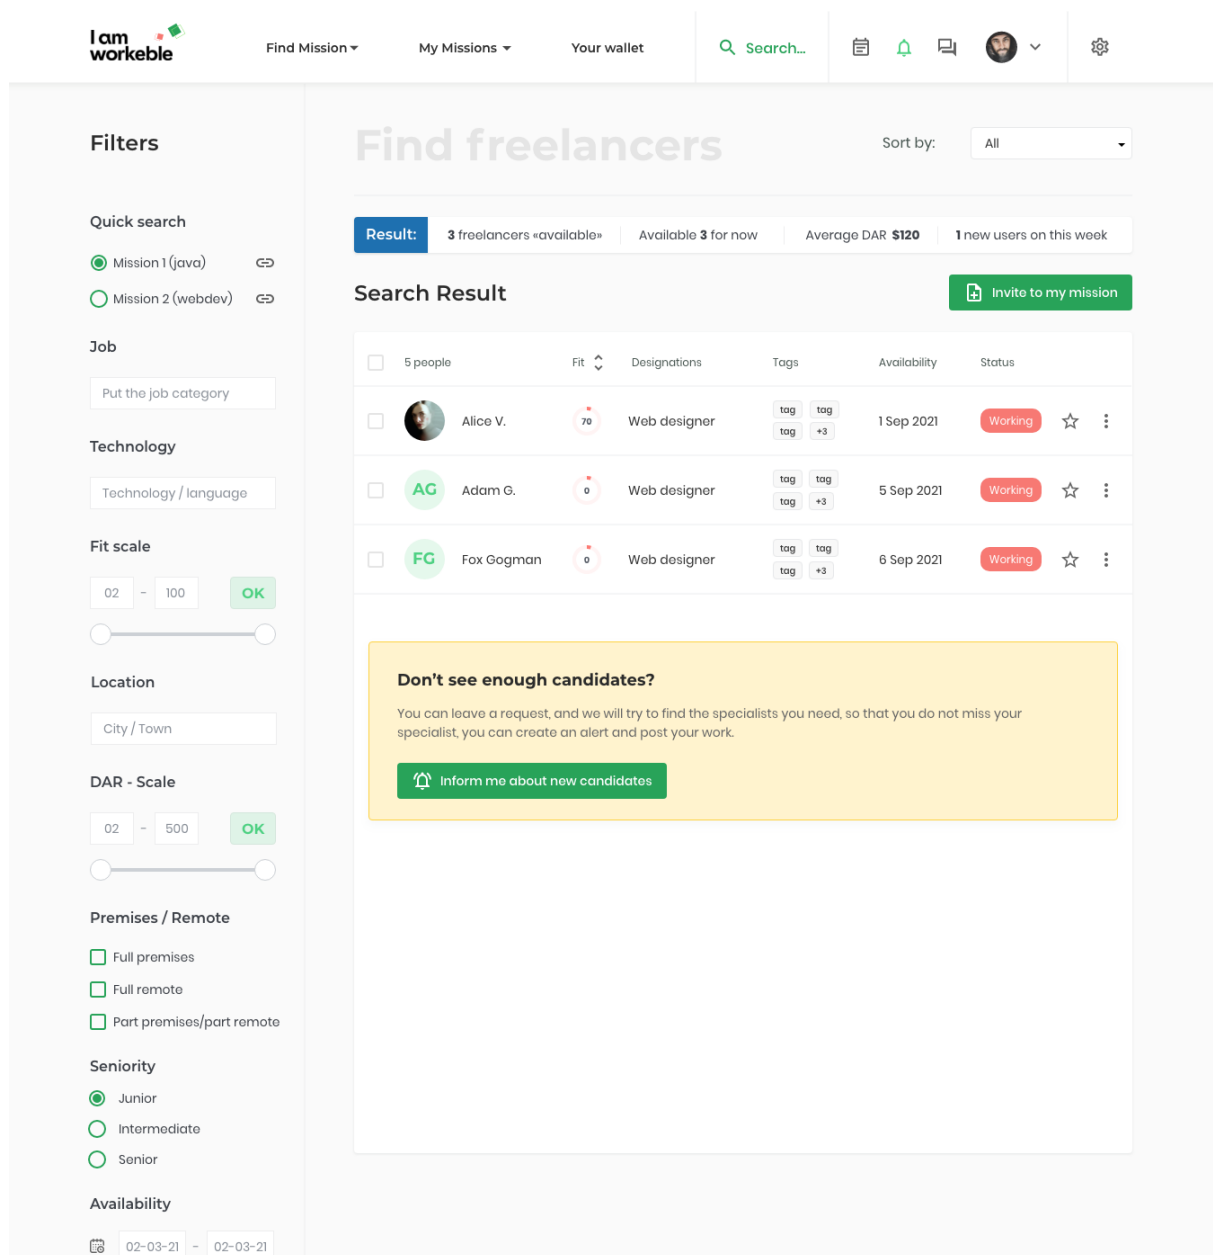 I am
workeble
Find Mission
My Missions
Your wallet
Search...
Filters
Quick search
Mission 1 (java)
Mission 2 (webdev)
Job
Put the job category
Technology
Technology / language
Fit scale
02 - 100 OK
Location
City / Town
DAR - Scale
02 - 500 OK
Premises / Remote
Full premises
Full remote
Part premises/part remote
Seniority
Junior
Intermediate
Senior
Availability
02-03-21 - 02-03-21
Find freelancers
Sort by: All
Result: 3 freelancers «available» Available 3 for now Average DAR $120 1 new users on this week
Search Result
Invite to my mission
5 people Fit Designations Tags Availability Status
Alice V. 70 Web designer tag tag tag +3 1 Sep 2021 Working
AG Adam G. 0 Web designer tag tag tag +3 5 Sep 2021 Working
FG Fox Gogman 0 Web designer tag tag tag +3 6 Sep 2021 Working
Don't see enough candidates?
You can leave a request, and we will try to find the specialists you need, so that you do not miss your
specialist, you can create an alert and post your work.
Inform me about new candidates